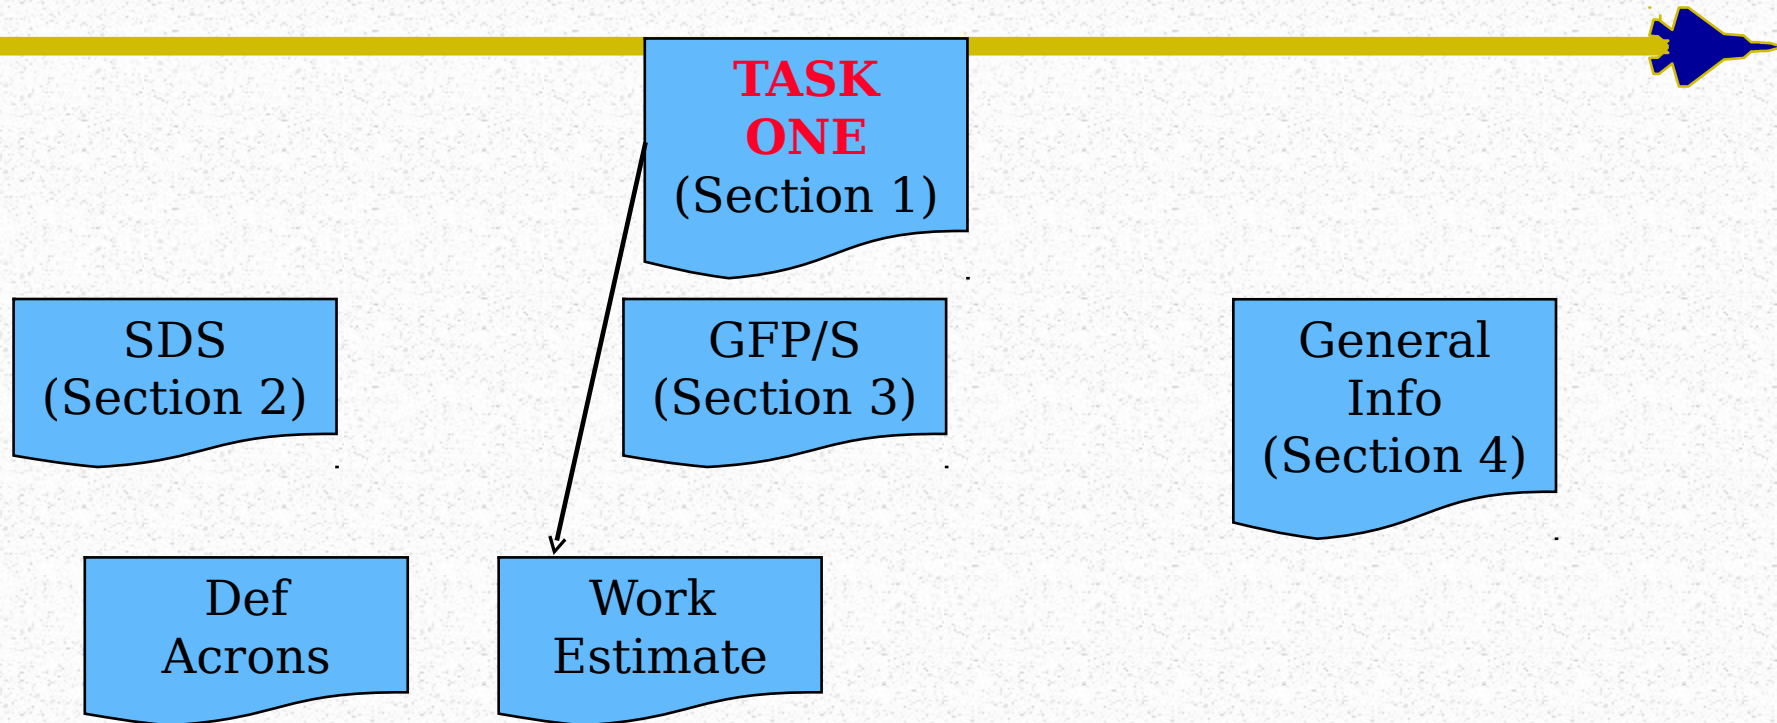 TASK
ONE
(Section 1)
SDS
(Section 2)
GFP/S
(Section 3)
General
Info
(Section 4)
Def
Acrons
Work
Estimate